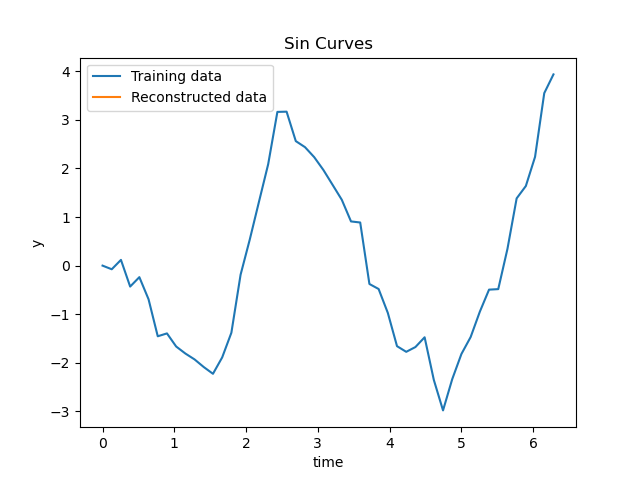 Sin Curves
Training data
Reconstructed data
4
3
2
1
0
−1
−2
−3
y
0 1 2 3 4 5 6
time